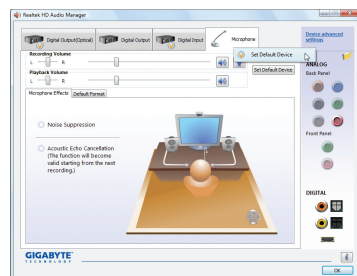 Realtek HD Audio Manager
Digital Output(Optical)
Digital Output
Digital Input
Microphone
Device advanced
settings
Set Default Device
Recording Volume
L R
Set Default Device
ANALOG
Back Panel
Playback Volume
L R
Microphone Effects
Default Format
Noise Suppression
Acoustic Echo Cancellation
(The function will become
valid starting from the next
recording.)
Front Panel
DIGITAL
GIGABYTE
TECHNOLOGY
i
OK